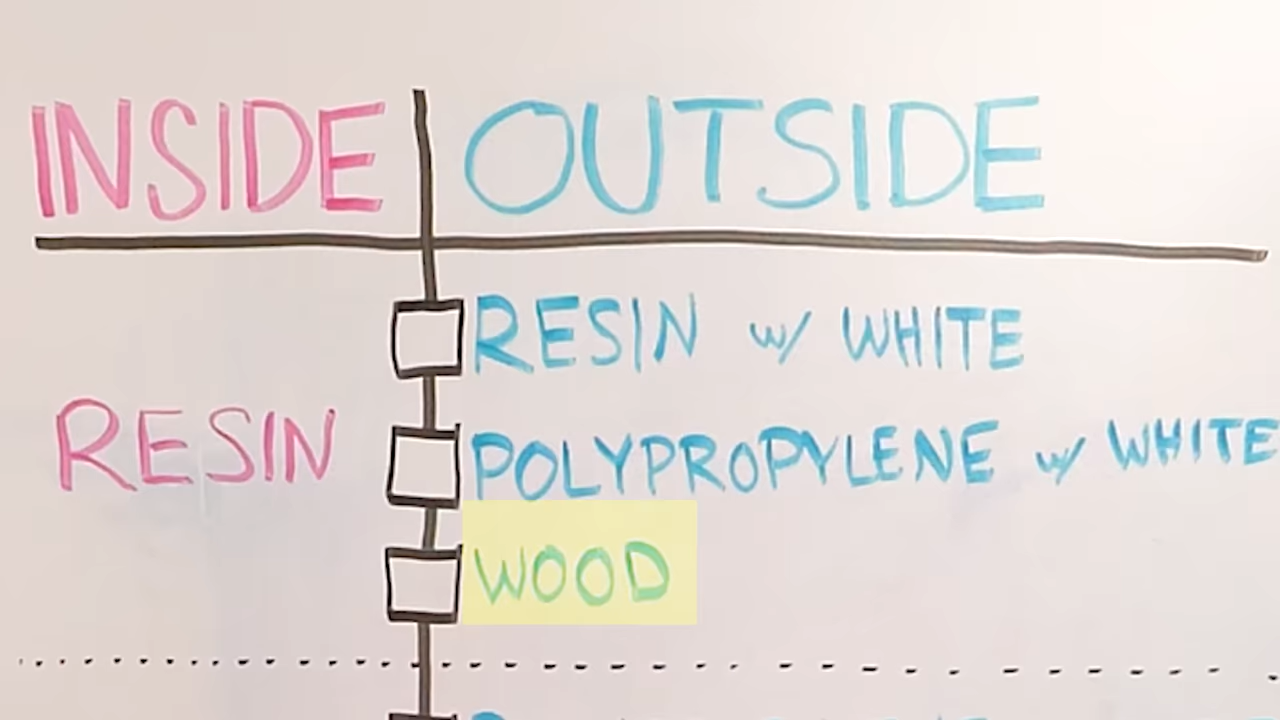 INSIDE OUTSIDE
RESIN w/ WHITE
RESIN
POLYPROPYLENE w/ WHITE
WOOD